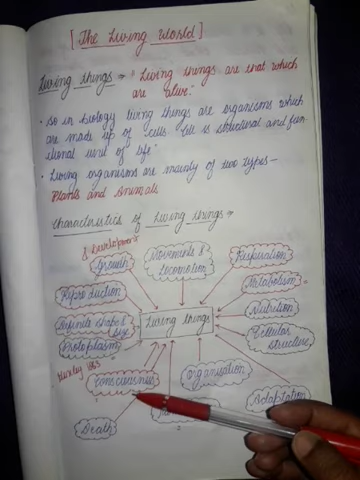 [ The Living World ]
Living things ⇒ "Living things are that which
are alive."
• So in biology living things are organisms which
are made up of cells. Cell is structural and fun-
ctional unit of life"
• Living organisms are mainly of two types-
Plants and Animals
Characteristics of Living things ⇒
& Development
Growth
Movements &
locomotion
Respiration
Reproduction
Metabolism
Definite shape &
size
Living things
Nutrition
Protoplasm
Cellular
structure
Huxley 1868
Consciousness
Organisation
Adaptation
Death